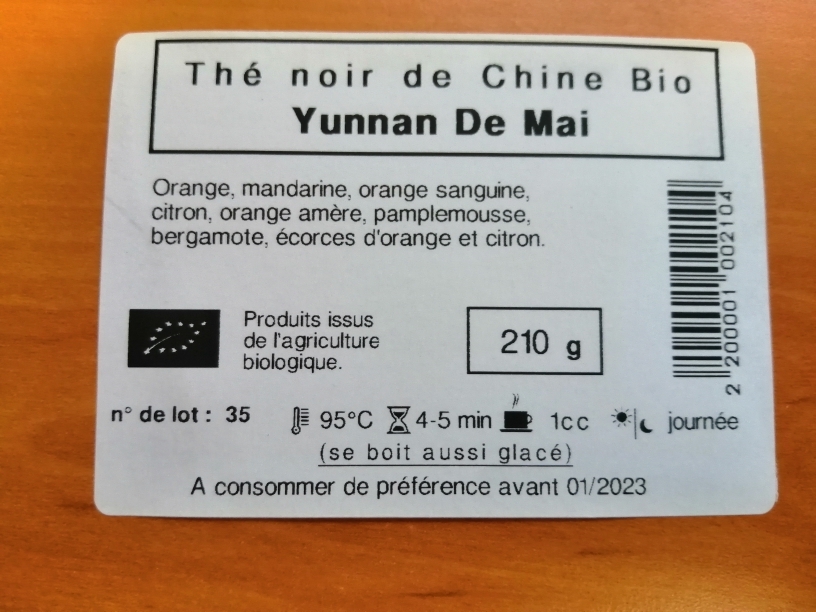 Thé noir de Chine Bio
Yunnan De Mai
Orange, mandarine, orange sanguine,
citron, orange amère, pamplemousse,
bergamote, écorces d'orange et citron.
2 200001 002104
Produits issus
de l'agriculture
biologique.
210 g
n° de lot : 35
95°C 4-5 min 1cc journée
(se boit aussi glacé)
A consommer de préférence avant 01/2023